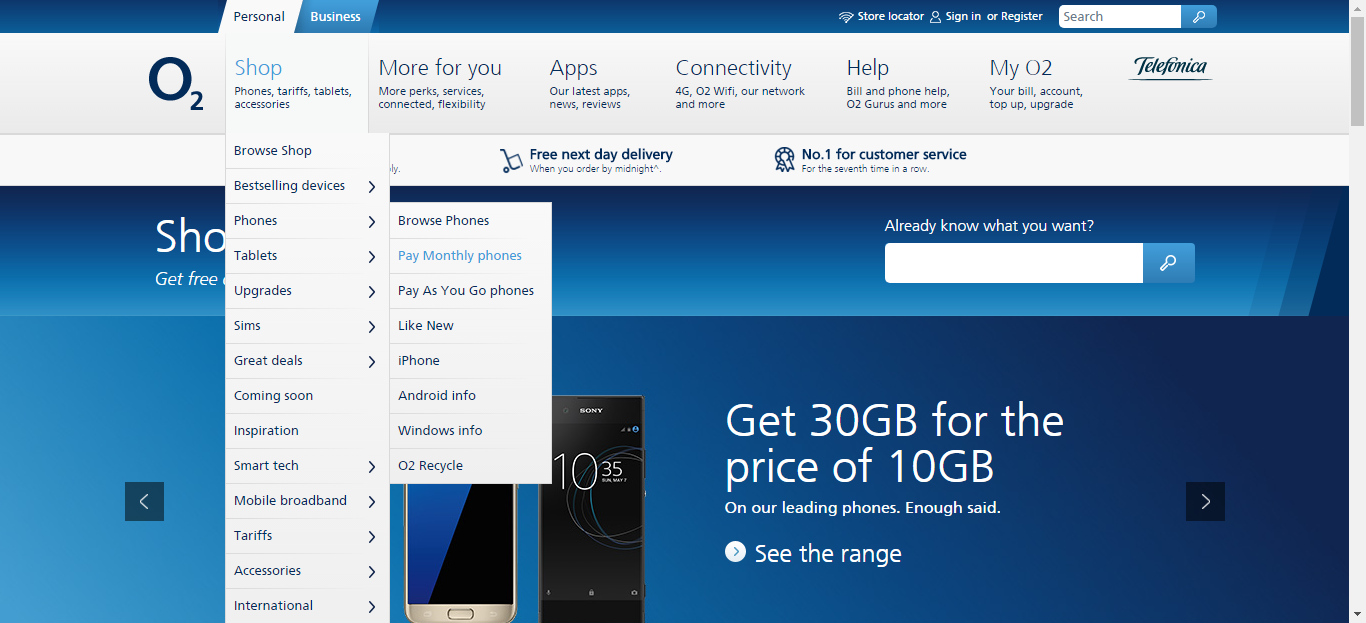 Personal
Business
Store locator
Sign in or Register
Search
O2
Shop
Phones, tariffs, tablets,
accessories
More for you
More perks, services,
connected, flexibility
Apps
Our latest apps,
news, reviews
Connectivity
4G, O2 Wifi, our network
and more
Help
Bill and phone help,
O2 Gurus and more
My O2
Your bill, account,
top up, upgrade
Telefónica
Free next day delivery
When you order by midnight^.
No.1 for customer service
For the seventh time in a row.
Sho
Get free
Already know what you want?
Browse Shop
Bestselling devices
Phones
Tablets
Upgrades
Sims
Great deals
Coming soon
Inspiration
Smart tech
Mobile broadband
Tariffs
Accessories
International
Browse Phones
Pay Monthly phones
Pay As You Go phones
Like New
iPhone
Android info
Windows info
O2 Recycle
SONY
10 35
SUN, MAY 7
Get 30GB for the
price of 10GB
On our leading phones. Enough said.
See the range